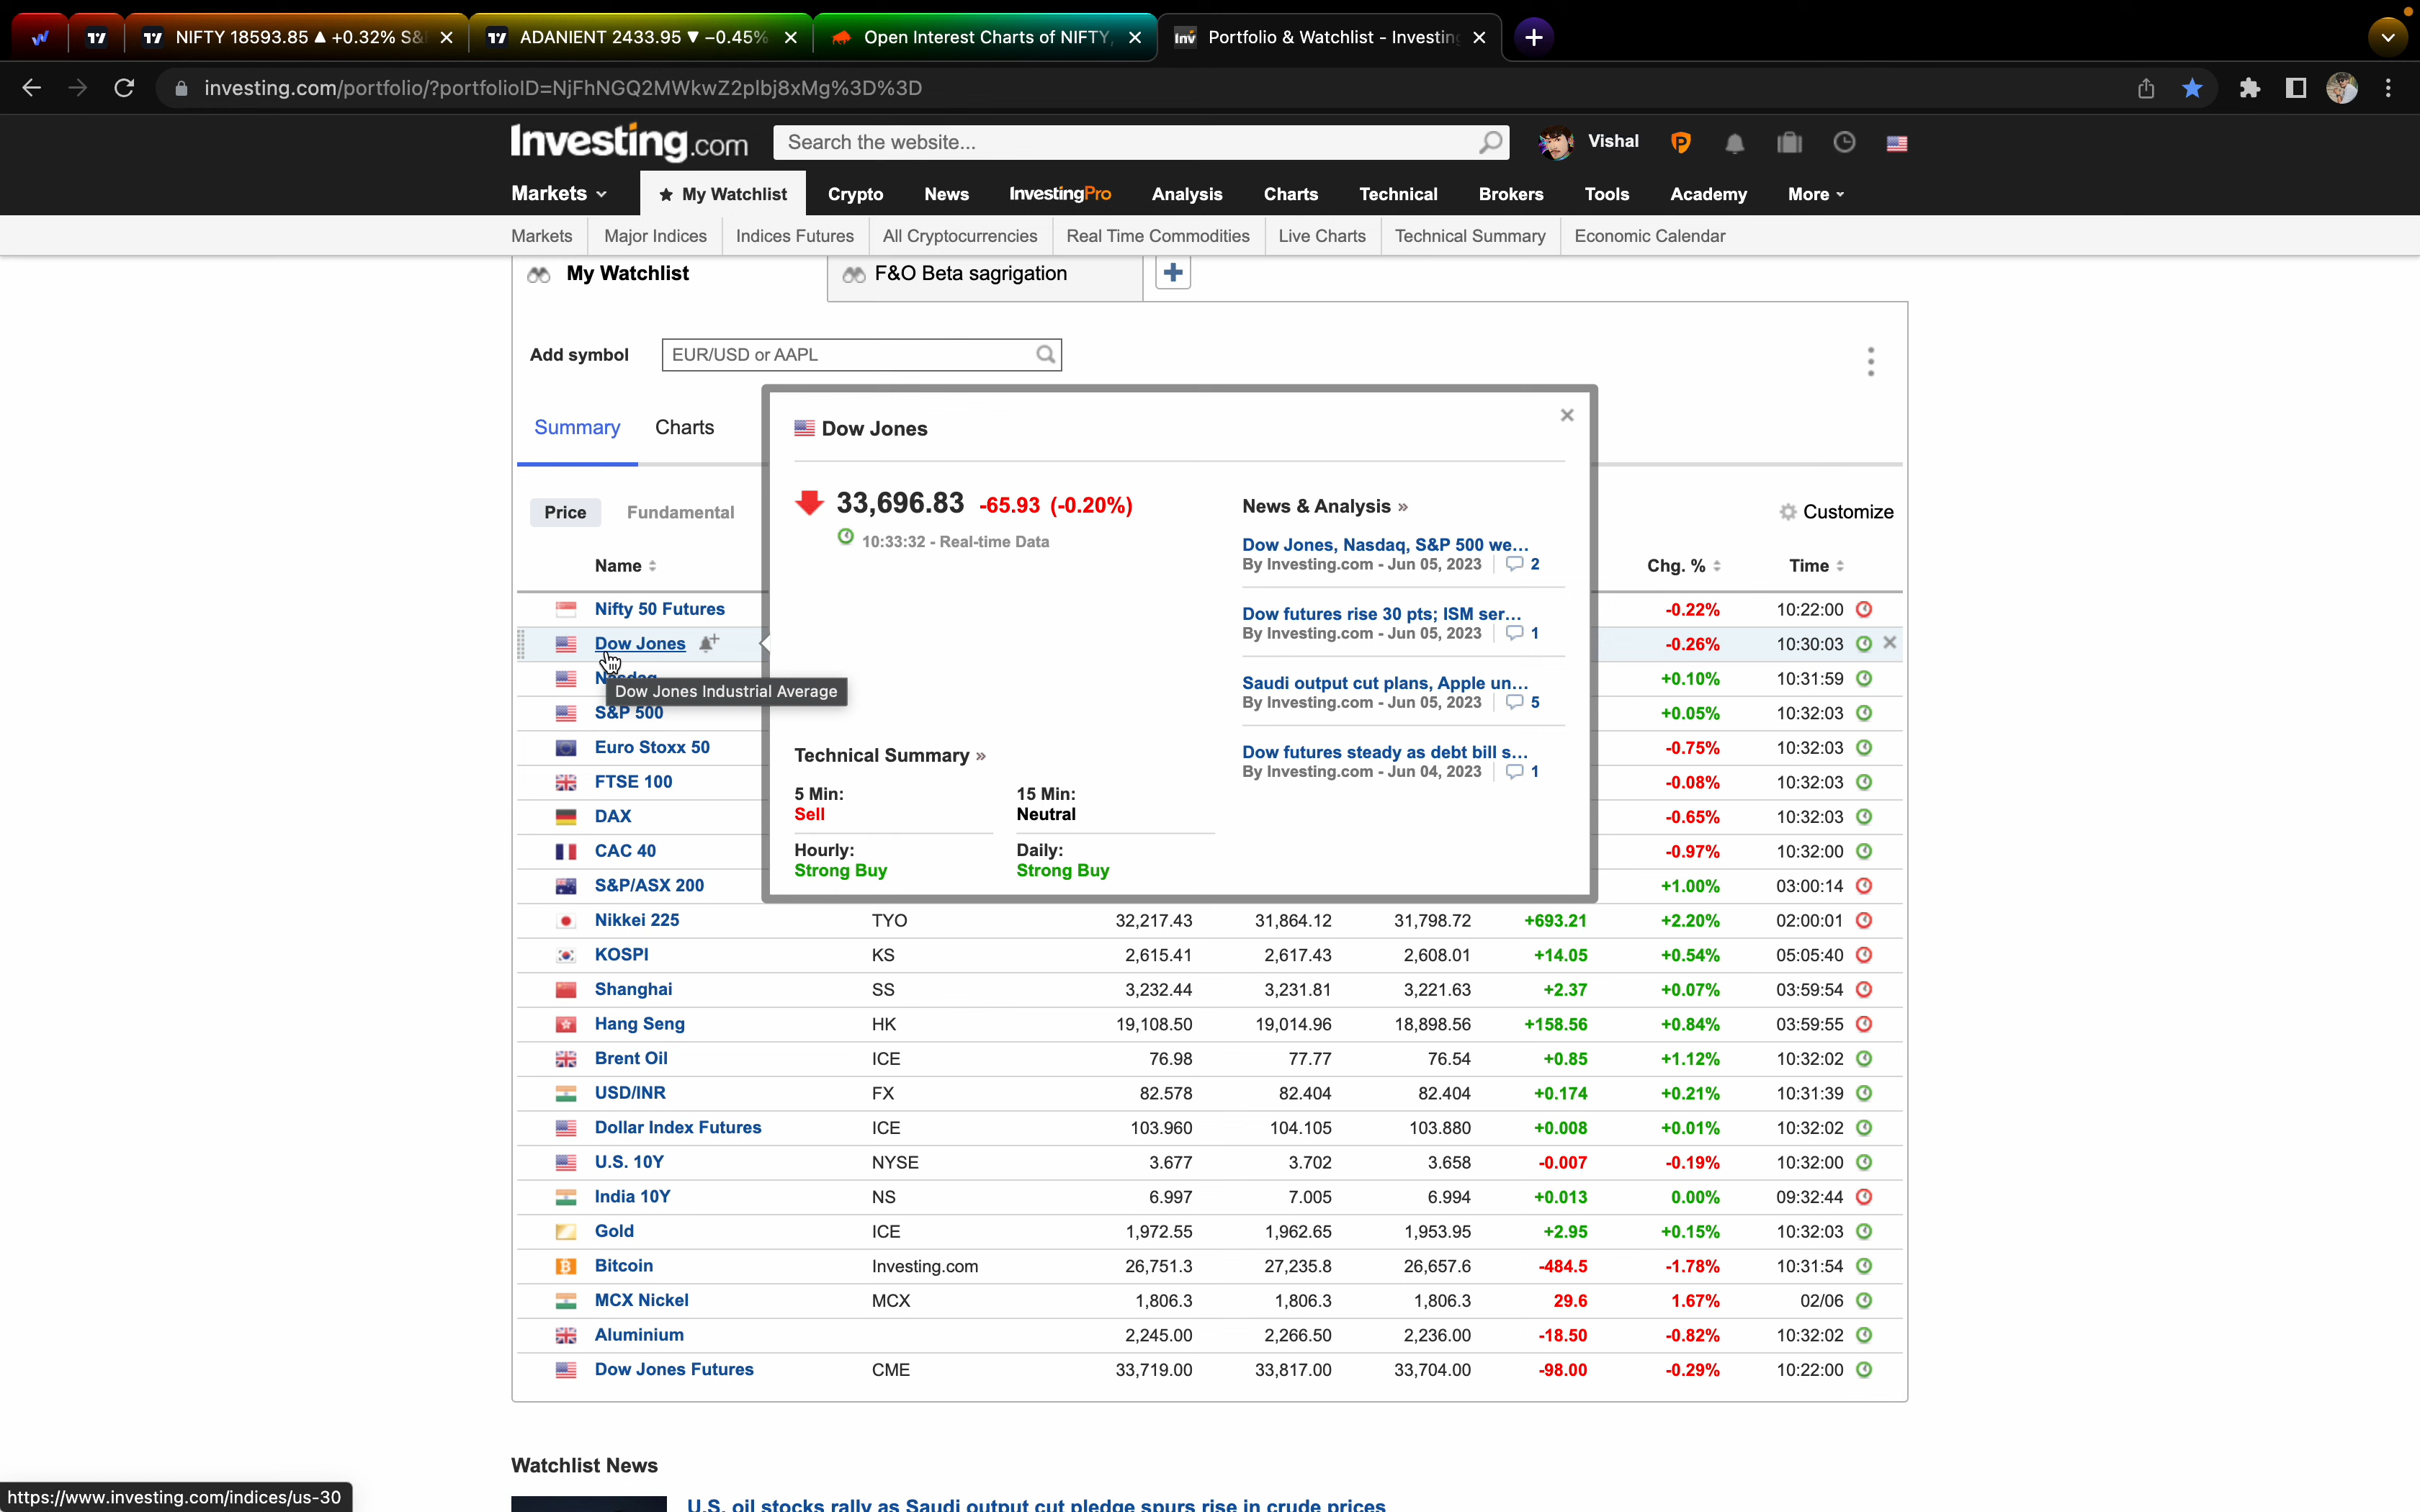 NIFTY 18593.85 ▲ +0.32% S&
ADANIENT 2433.95 ▼ −0.45%
Open Interest Charts of NIFTY,
Portfolio & Watchlist - Investing
investing.com/portfolio/?portfolioID=NjFhNGQ2MWkwZ2plbj8xMg%3D%3D
Investing.com
Search the website...
Vishal
Markets
My Watchlist
Crypto
News
InvestingPro
Analysis
Charts
Technical
Brokers
Tools
Academy
More
Markets
Major Indices
Indices Futures
All Cryptocurrencies
Real Time Commodities
Live Charts
Technical Summary
Economic Calendar
My Watchlist
F&O Beta sagrigation
Add symbol
EUR/USD or AAPL
Summary
Charts
Price
Fundamental
Customize
Dow Jones
33,696.83 -65.93 (-0.20%)
10:33:32 - Real-time Data
Technical Summary »
5 Min:
Sell
15 Min:
Neutral
Hourly:
Strong Buy
Daily:
Strong Buy
News & Analysis »
Dow Jones, Nasdaq, S&P 500 we...
By Investing.com - Jun 05, 2023 2
Dow futures rise 30 pts; ISM ser...
By Investing.com - Jun 05, 2023 1
Saudi output cut plans, Apple un...
By Investing.com - Jun 05, 2023 5
Dow futures steady as debt bill s...
By Investing.com - Jun 04, 2023 1
Name Chg. % Time
Nifty 50 Futures -0.22% 10:22:00
Dow Jones -0.26% 10:30:03
Nasdaq +0.10% 10:31:59
Dow Jones Industrial Average
S&P 500 +0.05% 10:32:03
Euro Stoxx 50 -0.75% 10:32:03
FTSE 100 -0.08% 10:32:03
DAX -0.65% 10:32:03
CAC 40 -0.97% 10:32:00
S&P/ASX 200 +1.00% 03:00:14
Nikkei 225 TYO 32,217.43 31,864.12 31,798.72 +693.21 +2.20% 02:00:01
KOSPI KS 2,615.41 2,617.43 2,608.01 +14.05 +0.54% 05:05:40
Shanghai SS 3,232.44 3,231.81 3,221.63 +2.37 +0.07% 03:59:54
Hang Seng HK 19,108.50 19,014.96 18,898.56 +158.56 +0.84% 03:59:55
Brent Oil ICE 76.98 77.77 76.54 +0.85 +1.12% 10:32:02
USD/INR FX 82.578 82.404 82.404 +0.174 +0.21% 10:31:39
Dollar Index Futures ICE 103.960 104.105 103.880 +0.008 +0.01% 10:32:02
U.S. 10Y NYSE 3.677 3.702 3.658 -0.007 -0.19% 10:32:00
India 10Y NS 6.997 7.005 6.994 +0.013 0.00% 09:32:44
Gold ICE 1,972.55 1,962.65 1,953.95 +2.95 +0.15% 10:32:03
Bitcoin Investing.com 26,751.3 27,235.8 26,657.6 -484.5 -1.78% 10:31:54
MCX Nickel MCX 1,806.3 1,806.3 1,806.3 29.6 1.67% 02/06
Aluminium 2,245.00 2,266.50 2,236.00 -18.50 -0.82% 10:32:02
Dow Jones Futures CME 33,719.00 33,817.00 33,704.00 -98.00 -0.29% 10:22:00
Watchlist News
U.S. oil stocks rally as Saudi output cut pledge spurs rise in crude prices
https://www.investing.com/indices/us-30